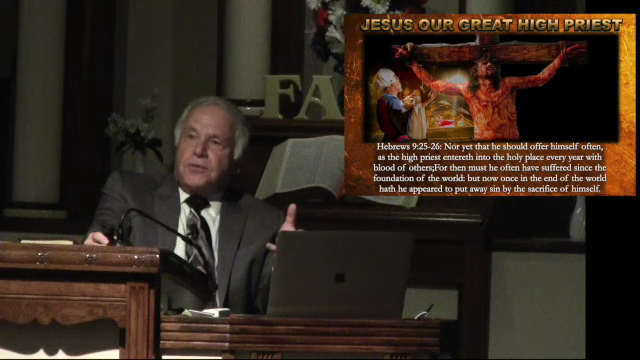 JESUS OUR GREAT HIGH PRIEST
Hebrews 9:25-26: Nor yet that he should offer himself often,
as the high priest entereth into the holy place every year with
blood of others;For then must he often have suffered since the
foundation of the world: but now once in the end of the world
hath he appeared to put away sin by the sacrifice of himself.
FA